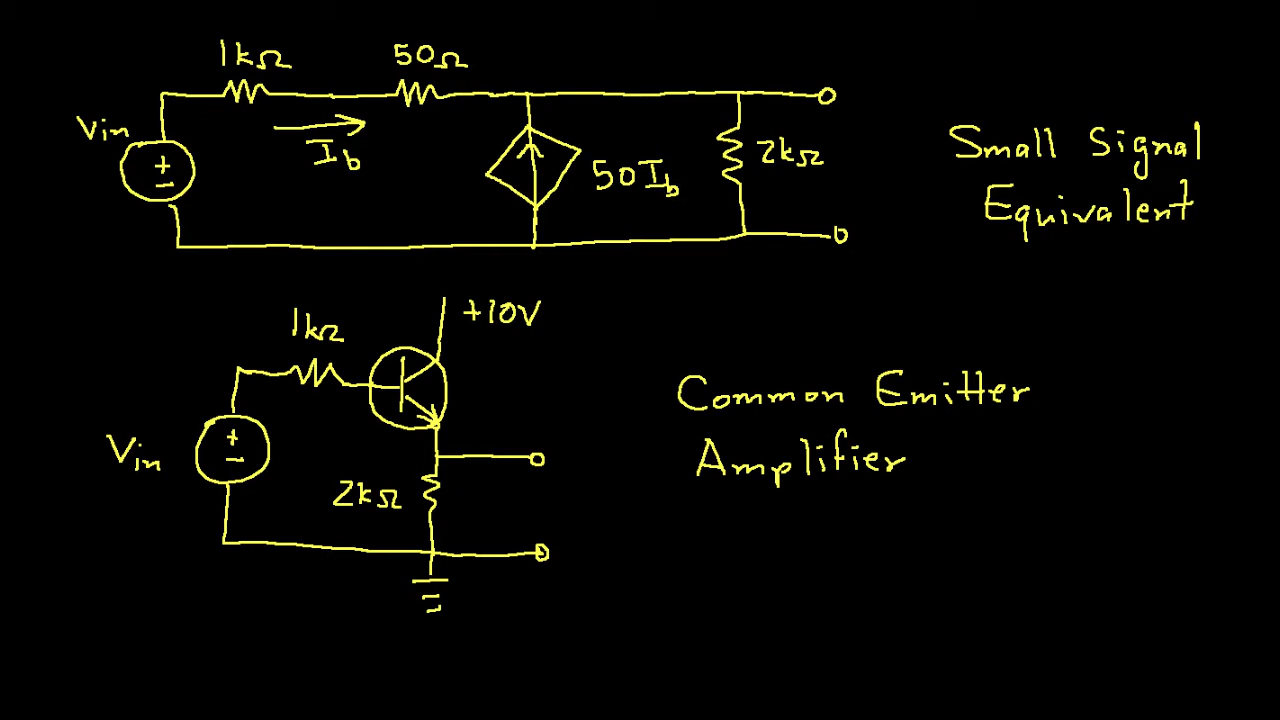 1kΩ 50Ω
Vin
Ib
50Ib
2kΩ
+
−
Small Signal
Equivalent
1kΩ
+10V
Vin
+
−
2kΩ
Common Emitter
Amplifier